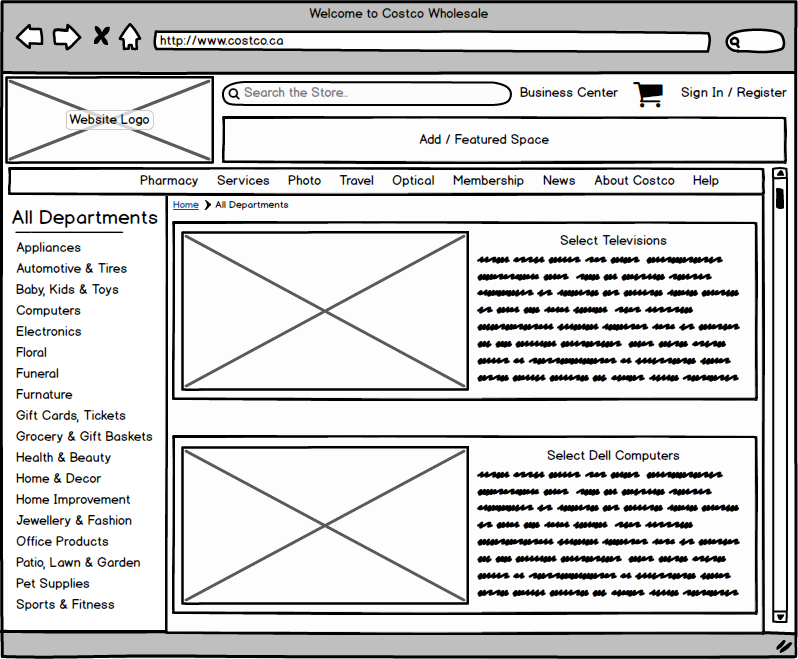 Welcome to Costco Wholesale
http://www.costco.ca
Website Logo
Search the Store..
Business Center
Sign In / Register
Add / Featured Space
Pharmacy Services Photo Travel Optical Membership News About Costco Help
All Departments
Home All Departments
Appliances
Automotive & Tires
Baby, Kids & Toys
Computers
Electronics
Floral
Funeral
Furnature
Gift Cards, Tickets
Grocery & Gift Baskets
Health & Beauty
Home & Decor
Home Improvement
Jewellery & Fashion
Office Products
Patio, Lawn & Garden
Pet Supplies
Sports & Fitness
Select Televisions
Select Dell Computers